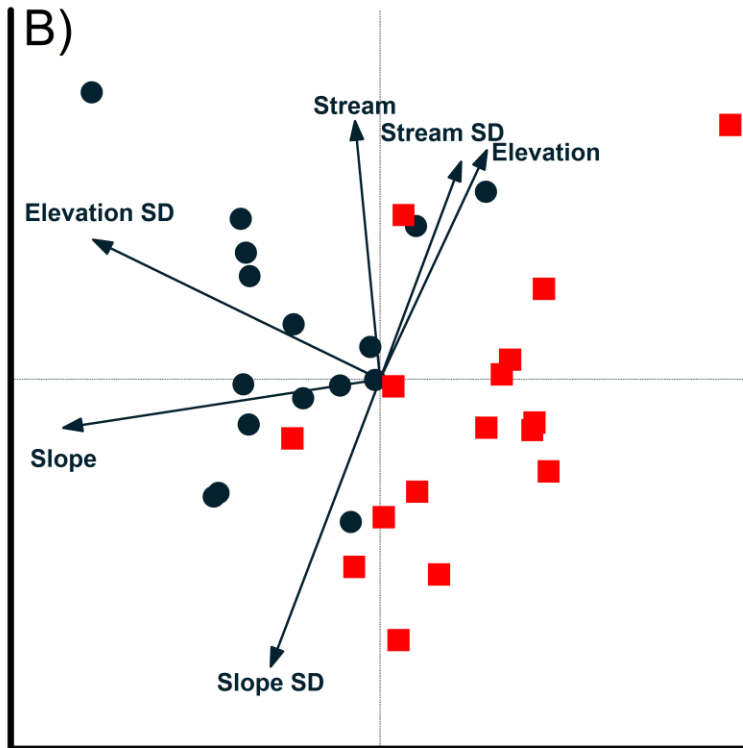 B)
Stream
Stream SD
Elevation
Elevation SD
Slope
Slope SD